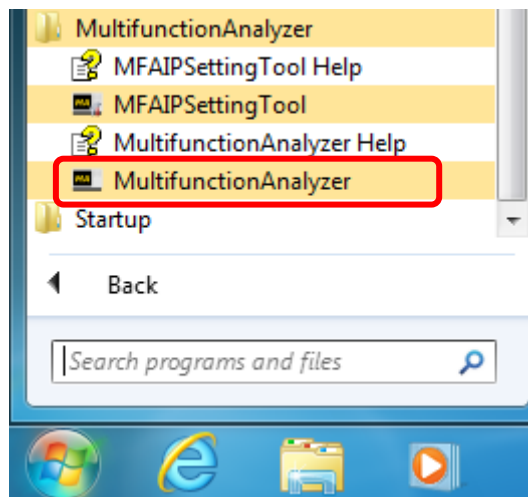 MultifunctionAnalyzer
MFAIPSettingTool Help
MFAIPSettingTool
MultifunctionAnalyzer Help
MultifunctionAnalyzer
Startup
Back
Search programs and files